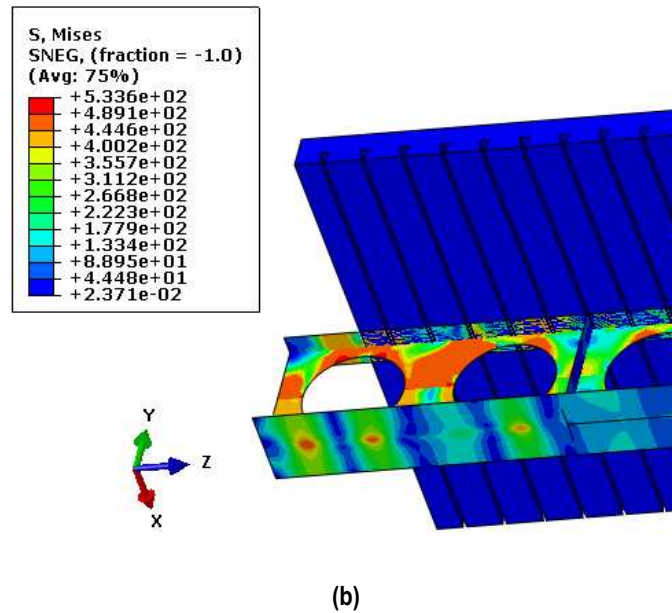 S, Mises
SNEG, (fraction = -1.0)
(Avg: 75%)
+5.336e+02
+4.891e+02
+4.446e+02
+4.002e+02
+3.557e+02
+3.112e+02
+2.668e+02
+2.223e+02
+1.779e+02
+1.334e+02
+8.895e+01
+4.448e+01
+2.371e-02
Y
Z
X
(b)